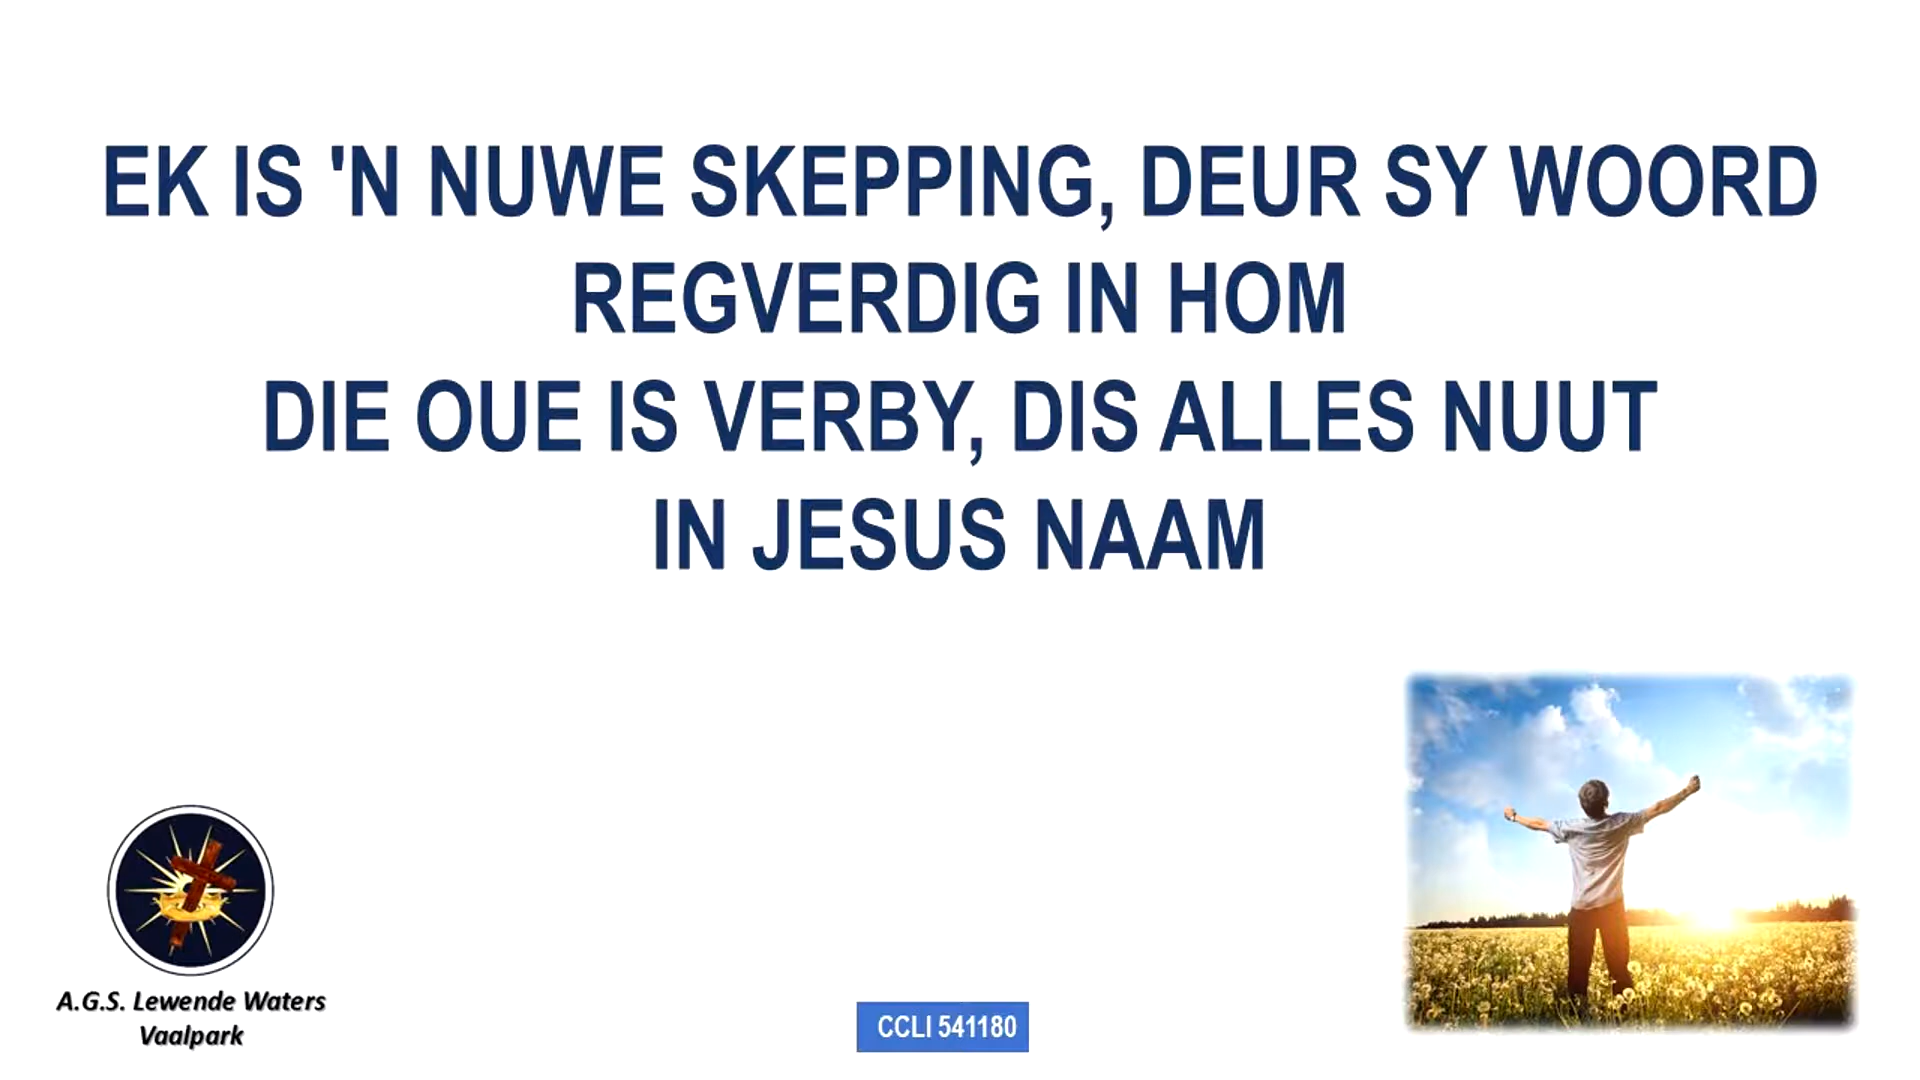 EK IS 'N NUWE SKEPPING, DEUR SY WOORD
REGVERDIG IN HOM
DIE OUE IS VERBY, DIS ALLES NUUT
IN JESUS NAAM
A.G.S. Lewende Waters
Vaalpark
CCLI 541180